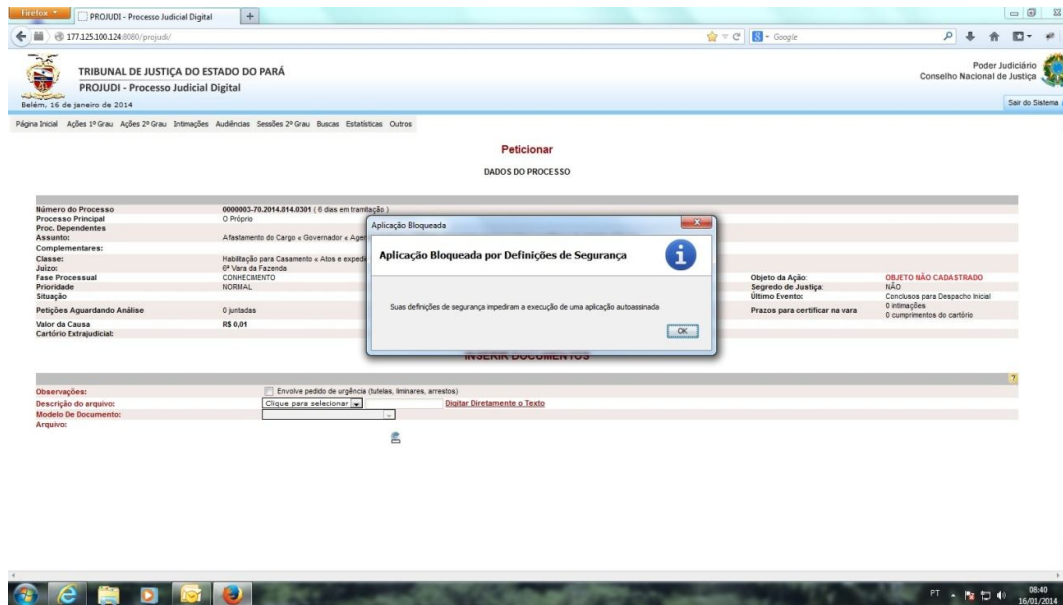 Firefox
PROJUDI - Processo Judicial Digital
177.125.100.124:8080/projudi/
Google
TRIBUNAL DE JUSTIÇA DO ESTADO DO PARÁ
PROJUDI - Processo Judicial Digital
Poder Judiciário
Conselho Nacional de Justiça
Belém, 16 de janeiro de 2014
Sair do Sistema
Página Inicial Ações 1º Grau Ações 2º Grau Intimações Audiências Sessões 2º Grau Buscas Estatísticas Outros
Peticionar
DADOS DO PROCESSO
Número do Processo 0000003-70.2014.814.0301 ( 6 dias em tramitação )
Processo Principal O Próprio
Proc. Dependentes
Assunto: Afastamento do Cargo « Governador « Agen
Complementares:
Classe: Habilitação para Casamento « Atos e expedi
Juízo: 6ª Vara da Fazenda
Fase Processual CONHECIMENTO Objeto da Ação: OBJETO NÃO CADASTRADO
Prioridade NORMAL Segredo de Justiça: NÃO
Situação Último Evento: Conclusos para Despacho Inicial
Petições Aguardando Análise 0 juntadas Prazos para certificar na vara 0 intimações
0 cumprimentos do cartório
Valor da Causa R$ 0,01
Cartório Extrajudicial:
Aplicação Bloqueada
Aplicação Bloqueada por Definições de Segurança
Suas definições de segurança impediram a execução de uma aplicação autoassinada
OK
INSERIR DOCUMENTOS
?
Observações: Envolve pedido de urgência (tutelas, liminares, arrestos)
Descrição do arquivo: Clique para selecionar Digitar Diretamente o Texto
Modelo De Documento:
Arquivo:
PT 08:40
16/01/2014